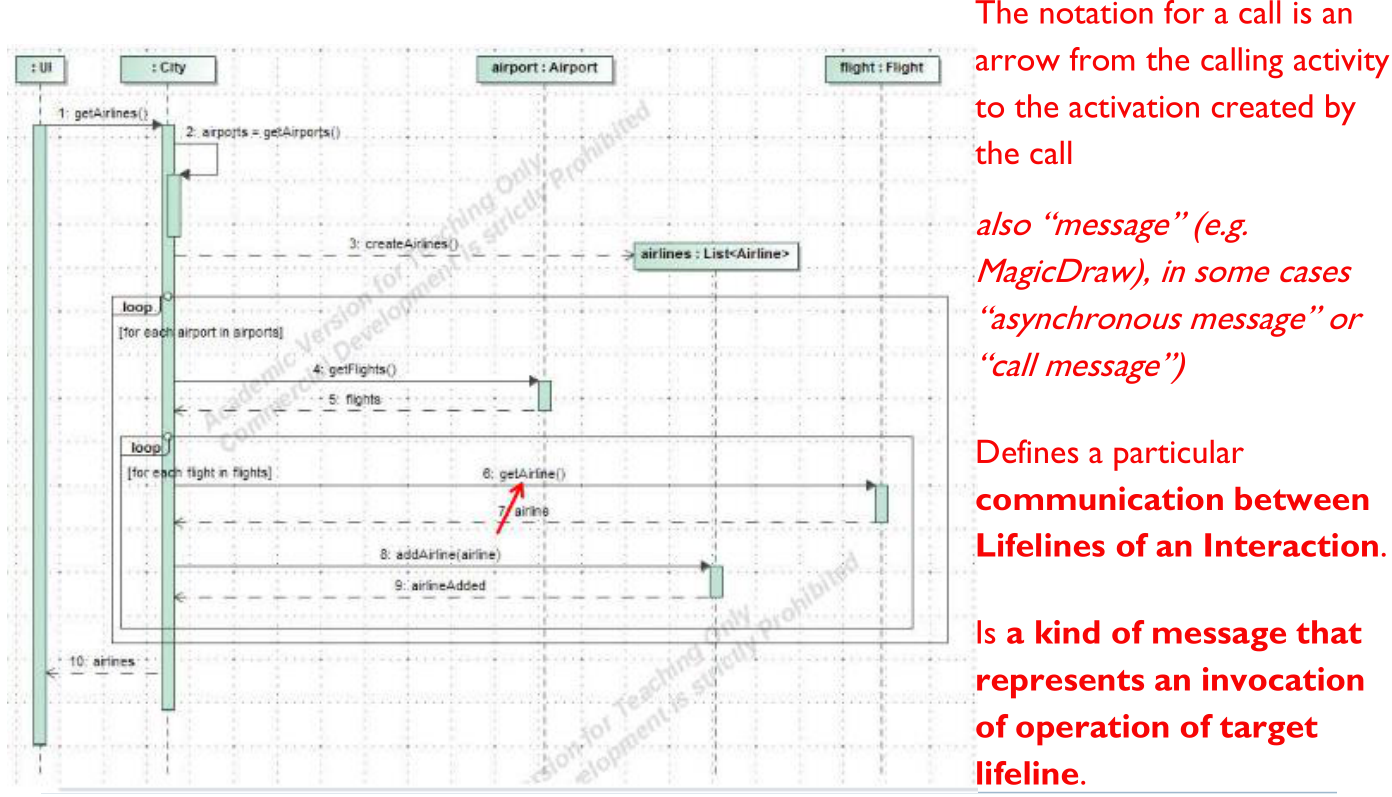 : UI
: City
airport : Airport
flight : Flight
1: getAirlines()
2: airports = getAirports()
3: createAirlines()
airlines : List<Airline>
loop
[for each airport in airports]
4: getFlights()
5: flights
loop
[for each flight in flights]
6: getAirline()
7: airline
8: addAirline(airline)
9: airlineAdded
10: airlines
Academic Version for Teaching Only
Commercial Development is strictly Prohibited
sion for Teaching Only
elopment is strictly Prohibited
The notation for a call is an
arrow from the calling activity
to the activation created by
the call
also “message” (e.g.
MagicDraw), in some cases
“asynchronous message” or
“call message”)
Defines a particular
communication between
Lifelines of an Interaction.
Is a kind of message that
represents an invocation
of operation of target
lifeline.